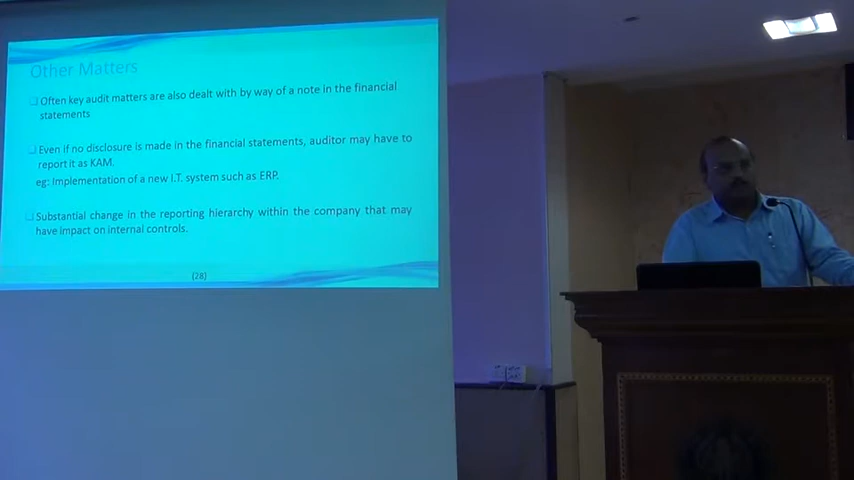 Other Matters
Often key audit matters are also dealt with by way of a note in the financial
statements
Even if no disclosure is made in the financial statements, auditor may have to
report it as KAM.
eg: Implementation of a new I.T. system such as ERP.
Substantial change in the reporting hierarchy within the company that may
have impact on internal controls.
(28)